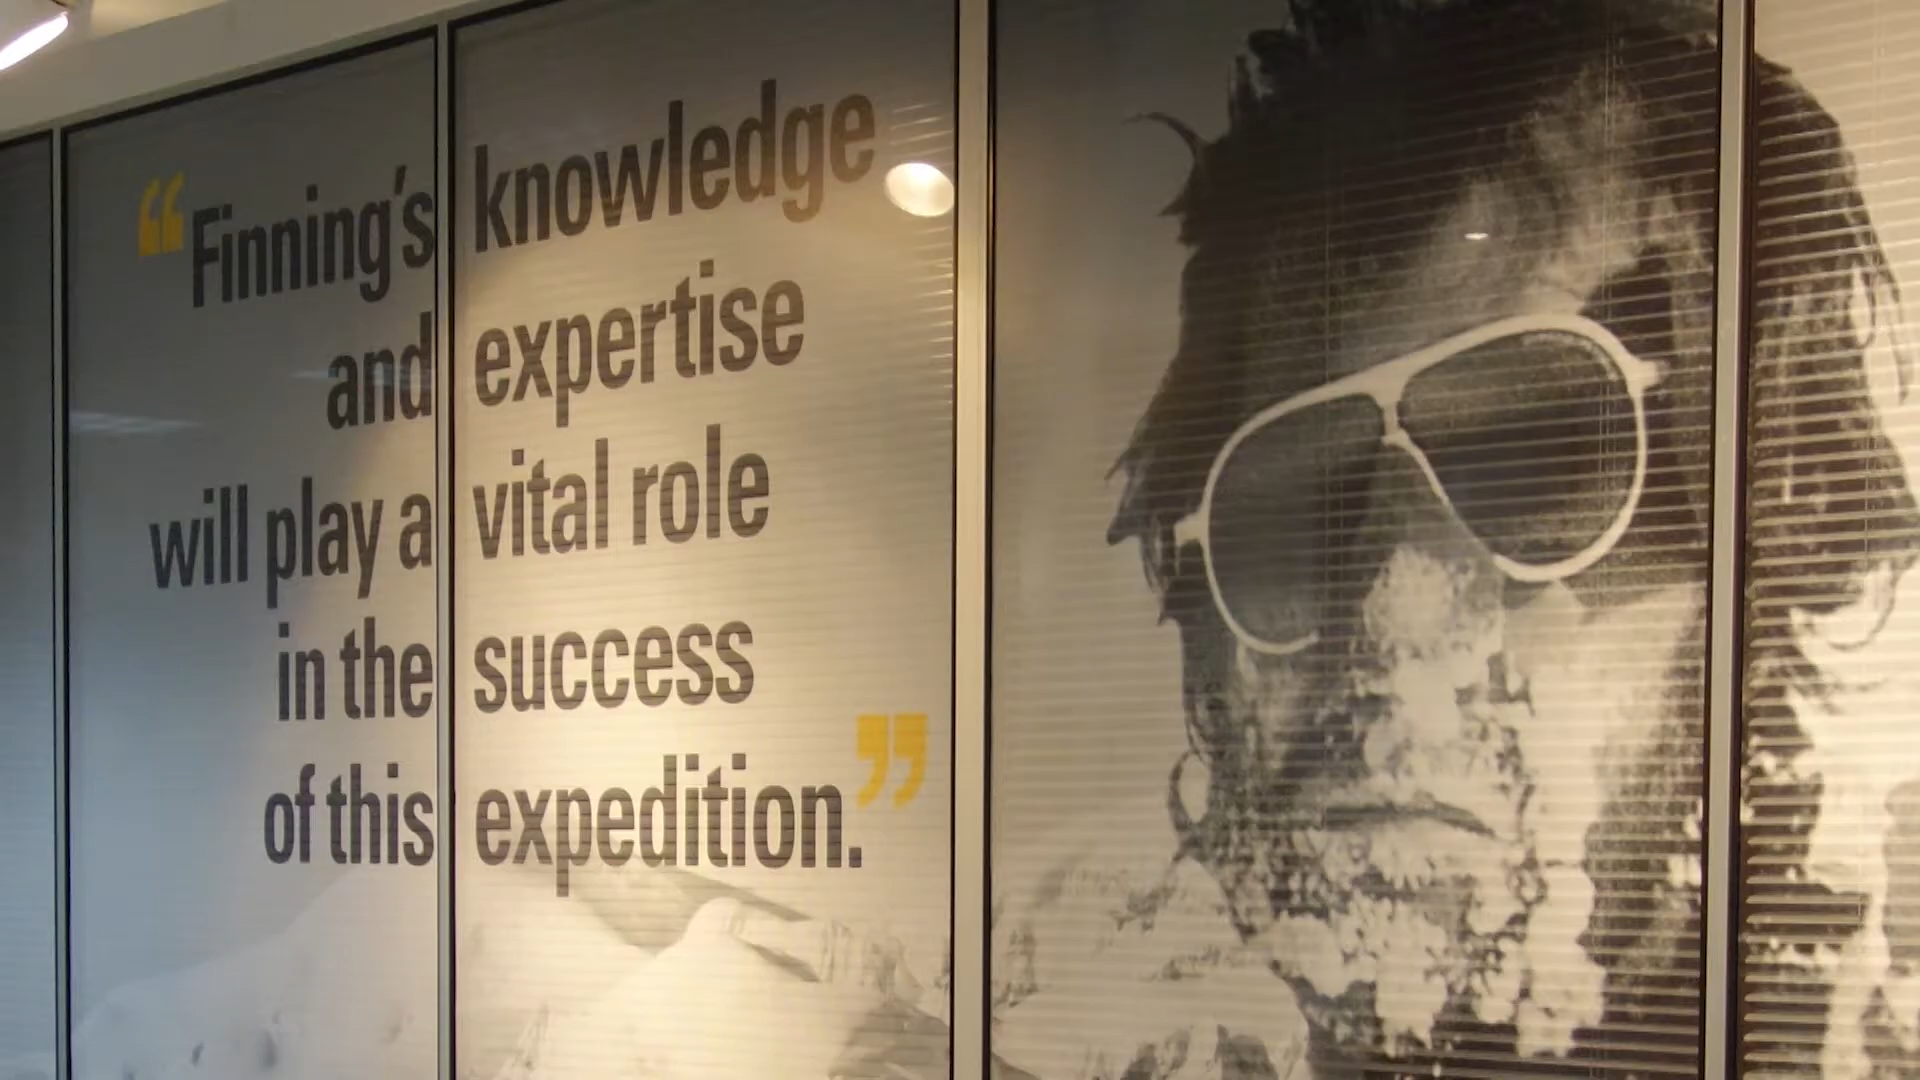 “Finning’s knowledge
and expertise
will play a vital role
in the success
of this expedition.”